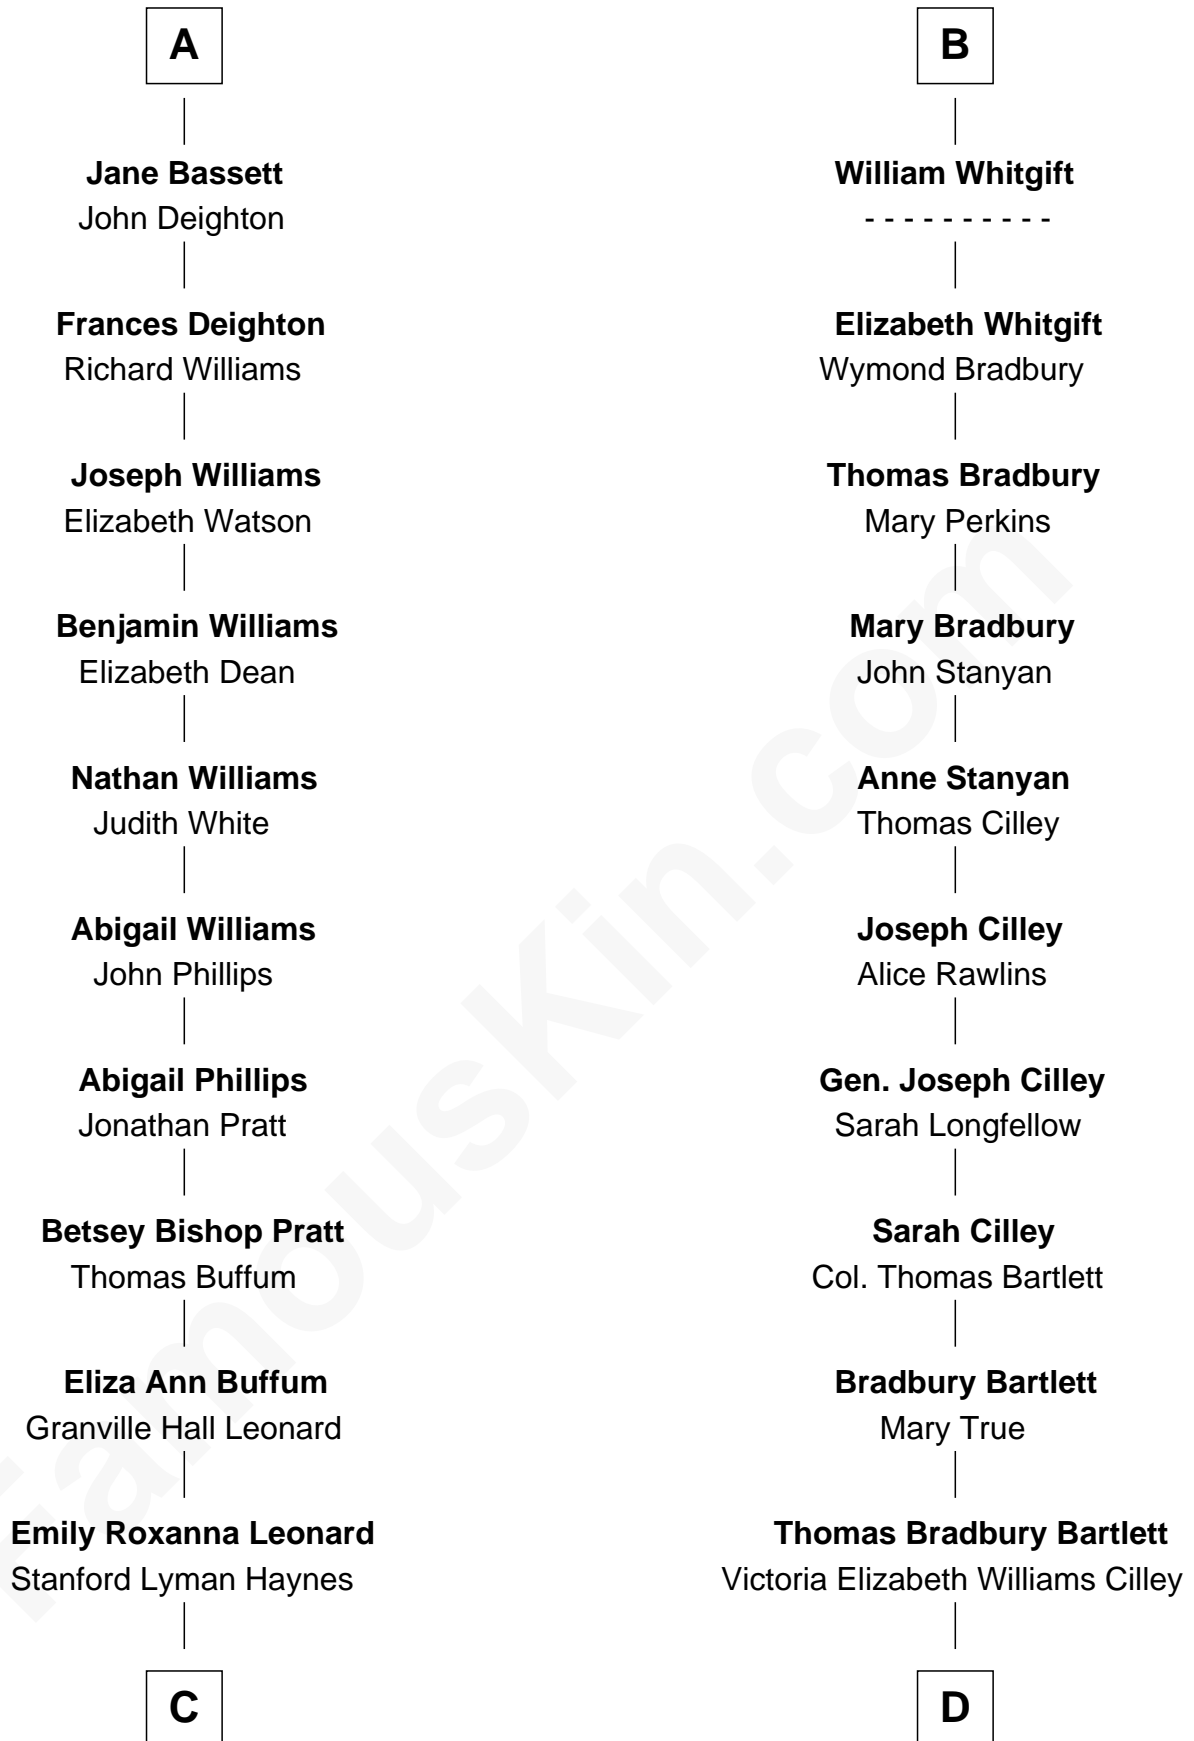 A
Jane Bassett
John Deighton
Frances Deighton
Richard Williams
Joseph Williams
Elizabeth Watson
Benjamin Williams
Elizabeth Dean
Nathan Williams
Judith White
Abigail Williams
John Phillips
Abigail Phillips
Jonathan Pratt
Betsey Bishop Pratt
Thomas Buffum
Eliza Ann Buffum
Granville Hall Leonard
Emily Roxanna Leonard
Stanford Lyman Haynes
C
B
William Whitgift
- - - - - - - - - -
Elizabeth Whitgift
Wymond Bradbury
Thomas Bradbury
Mary Perkins
Mary Bradbury
John Stanyan
Anne Stanyan
Thomas Cilley
Joseph Cilley
Alice Rawlins
Gen. Joseph Cilley
Sarah Longfellow
Sarah Cilley
Col. Thomas Bartlett
Bradbury Bartlett
Mary True
Thomas Bradbury Bartlett
Victoria Elizabeth Williams Cilley
D
FamousKin.com